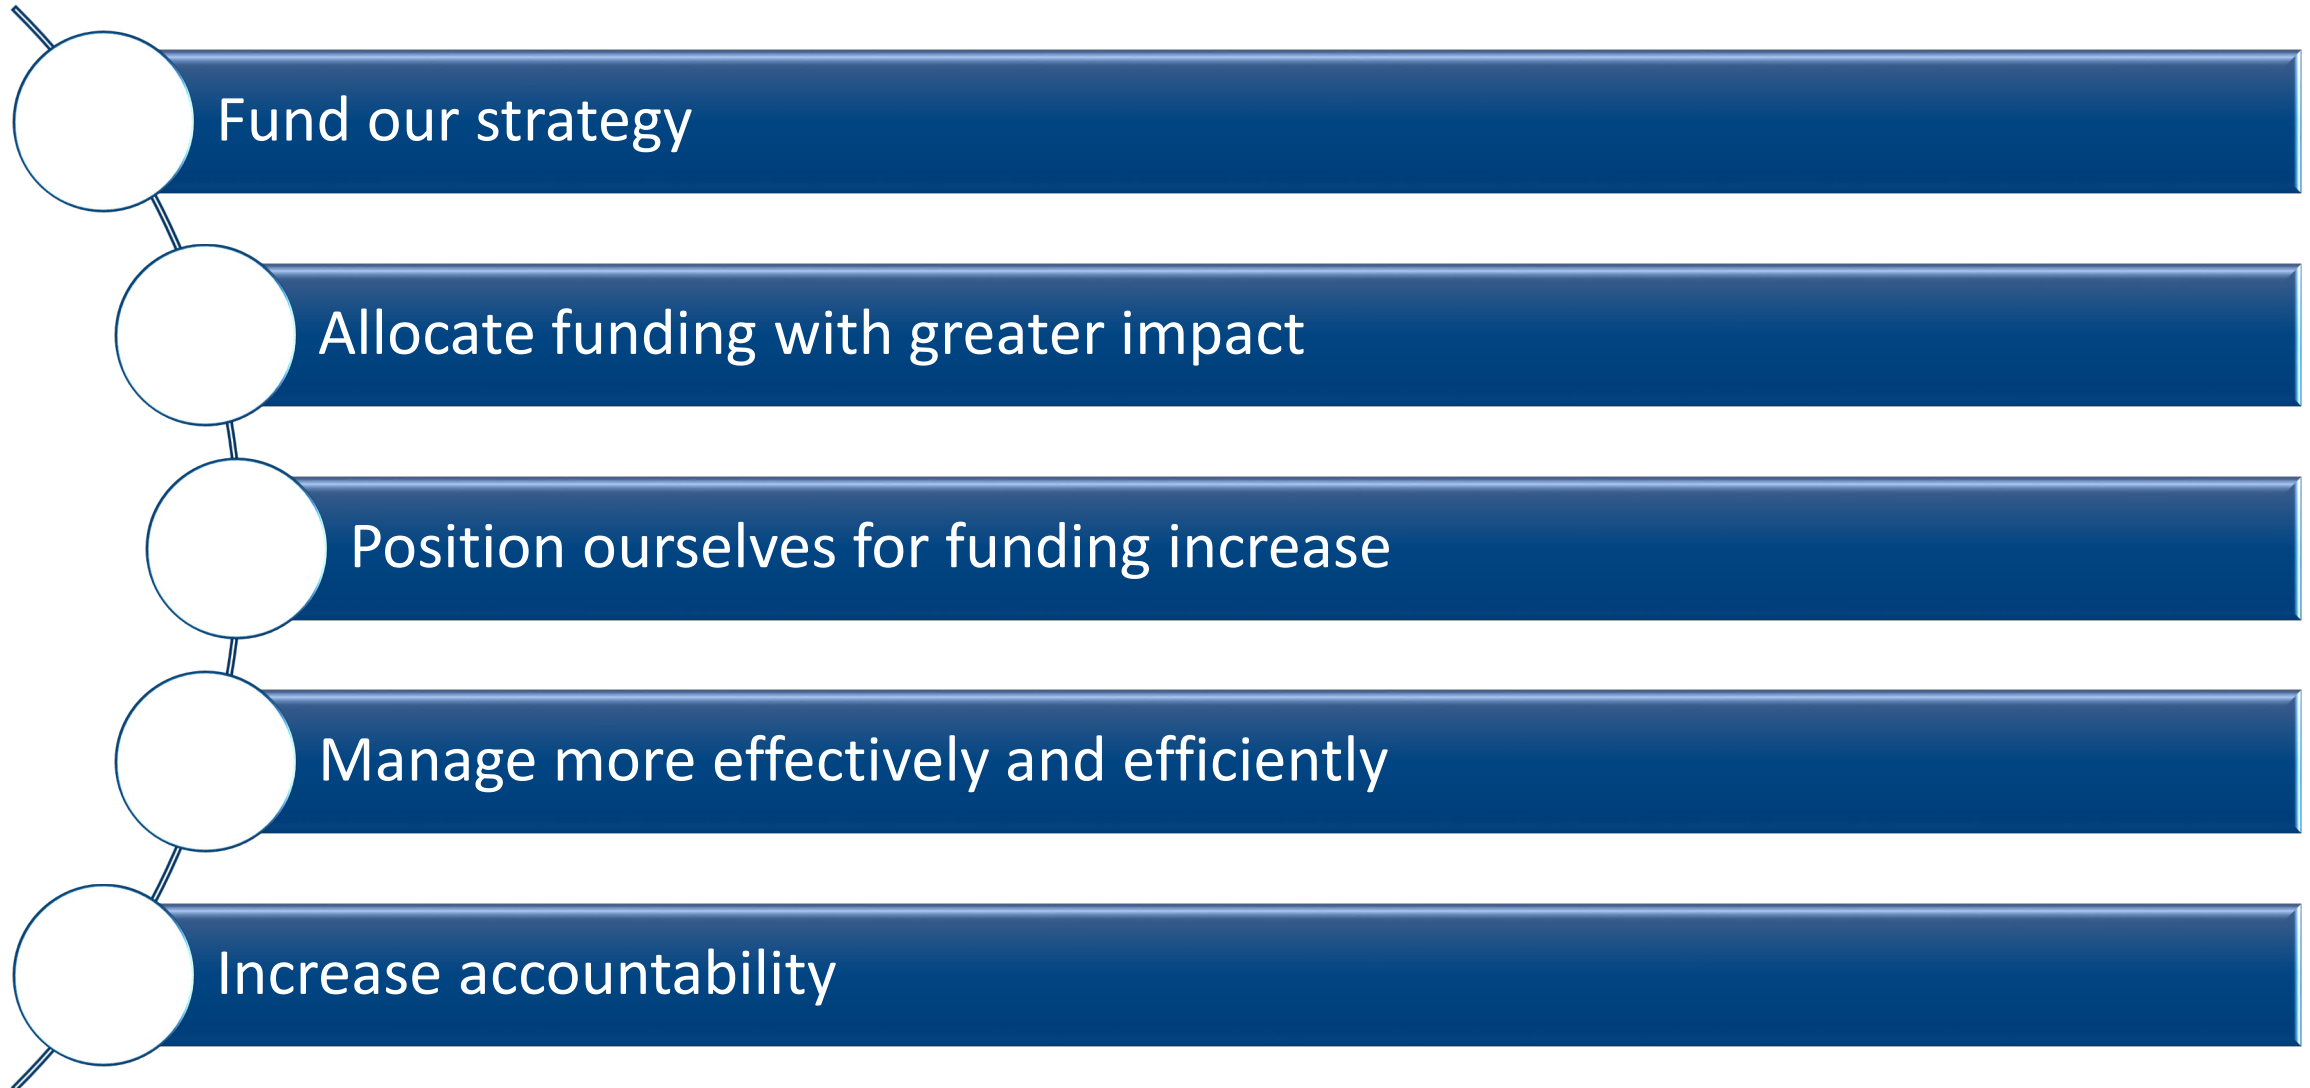 Fund our strategy
Allocate funding with greater impact
Position ourselves for funding increase
Manage more effectively and efficiently
Increase accountability